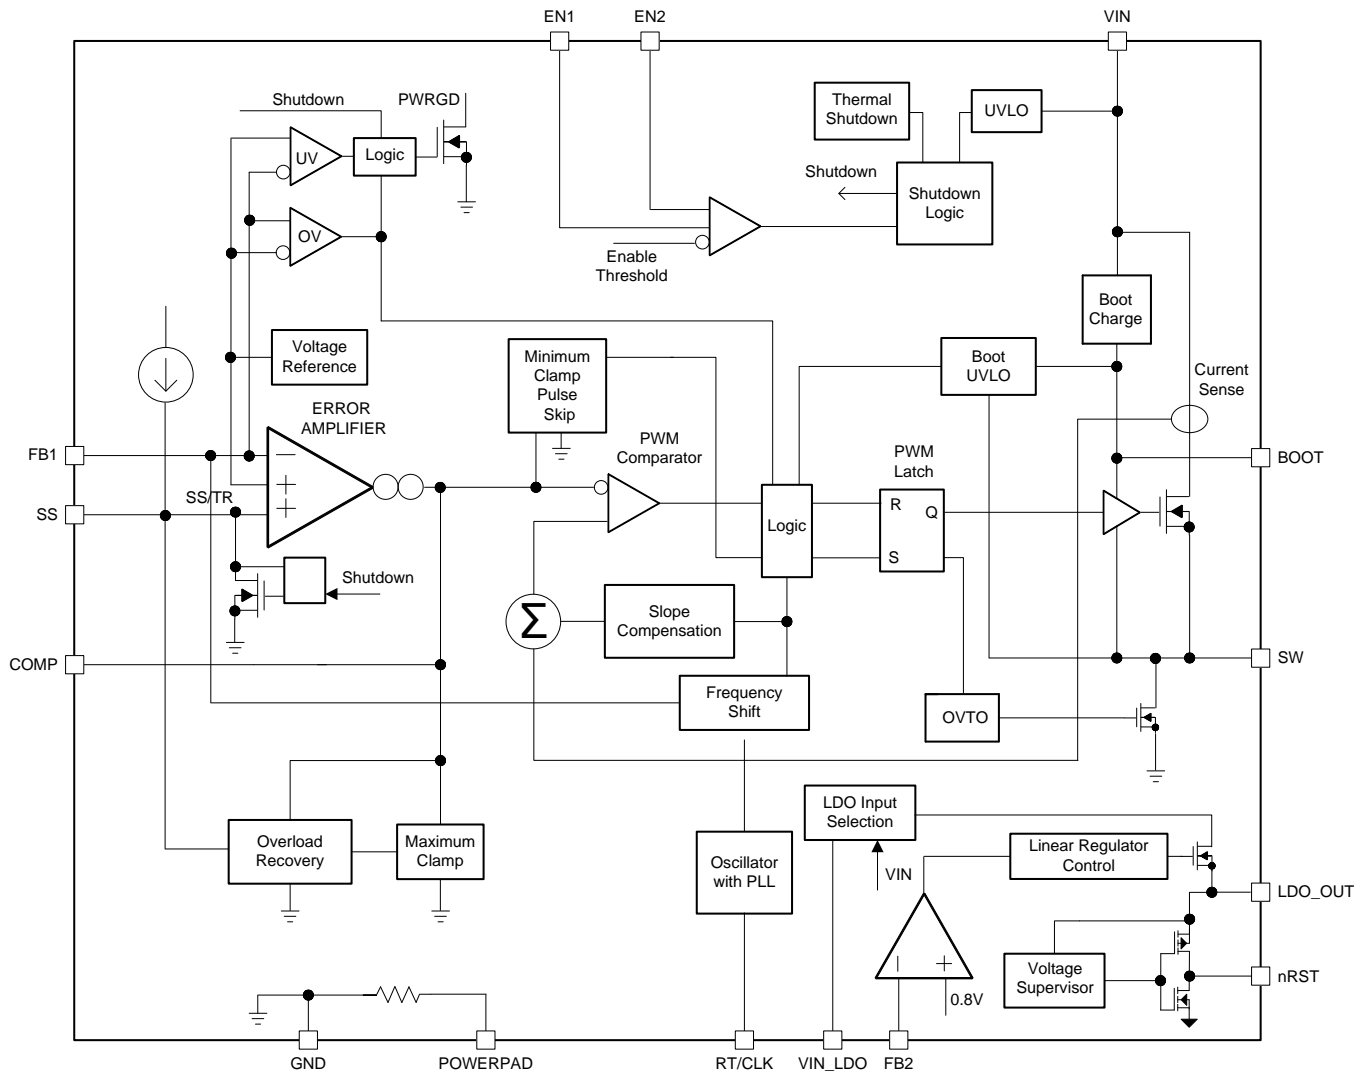 EN1
EN2
VIN
Shutdown
PWRGD
Thermal
Shutdown
UVLO
UV
Logic
Shutdown
Shutdown
Logic
OV
Enable
Threshold
Boot
Charge
Voltage
Reference
Minimum
Clamp
Pulse
Skip
Boot
UVLO
Current
Sense
ERROR
AMPLIFIER
PWM
Comparator
PWM
Latch
FB1
BOOT
SS/TR
SS
−
+
+
Logic
R
Q
S
Shutdown
Σ
Slope
Compensation
COMP
SW
Frequency
Shift
OVTO
LDO Input
Selection
Overload
Recovery
Maximum
Clamp
Oscillator
with PLL
VIN
Linear Regulator
Control
LDO_OUT
−
+
Voltage
Supervisor
nRST
0.8V
GND
POWERPAD
RT/CLK
VIN_LDO
FB2